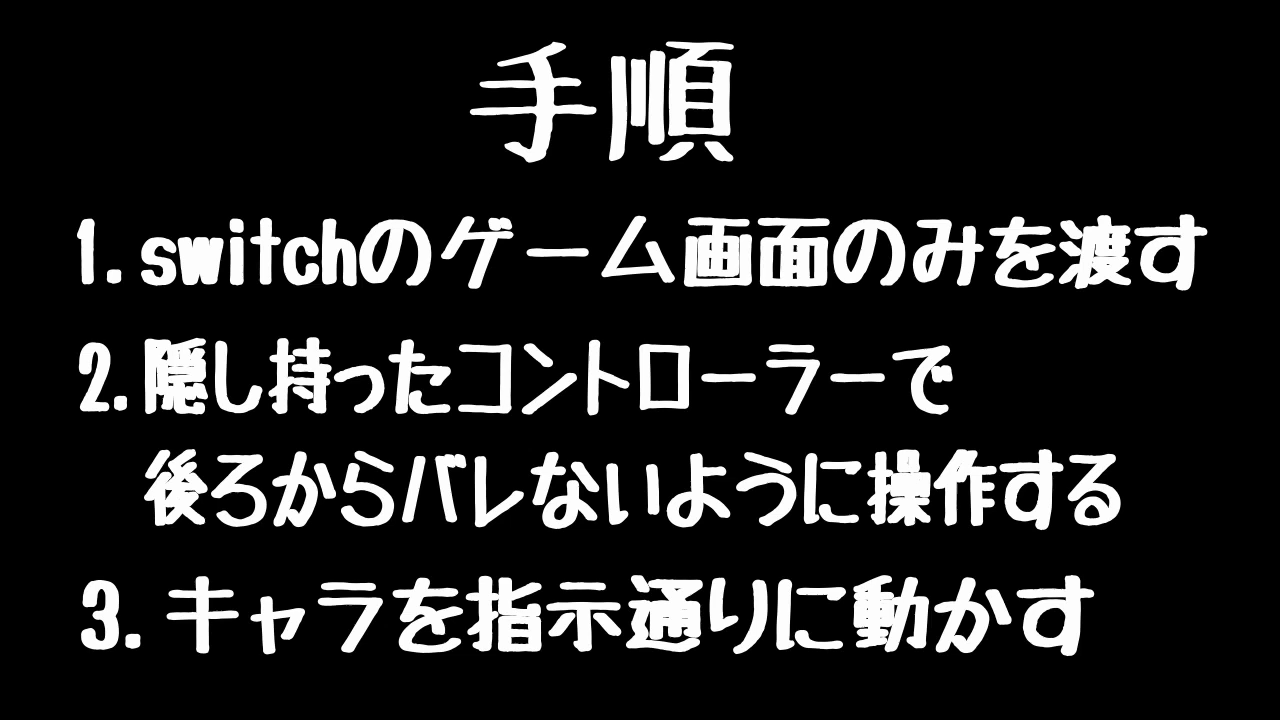 手順
1.switchのゲーム画面のみを渡す
2.隠し持ったコントローラーで
後ろからバレないように操作する
3.キャラを指示通りに動かす